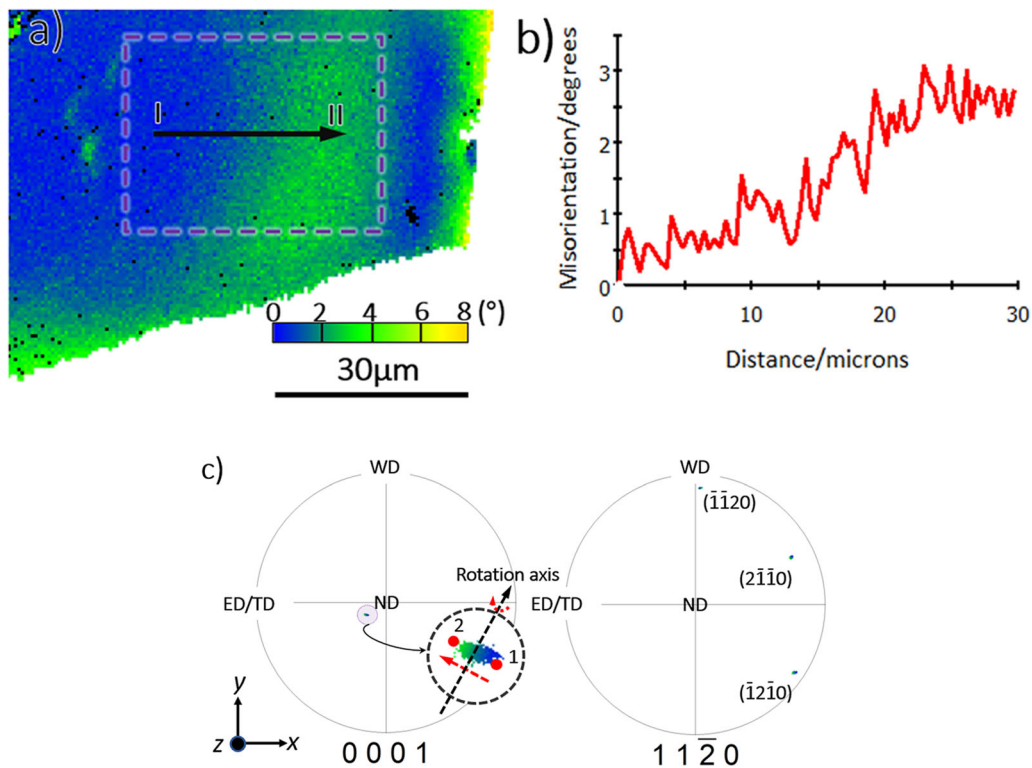 a)
I
II
0 2 4 6 8 (°)
30μm
b)
Misorientation/degrees
3
2
1
0
0 10 20 30
Distance/microns
c)
WD
ED/TD
ND
Rotation axis
2
1
0 0 0 1
y
z
x
WD
(1̅1̅20)
(21̅1̅0)
ED/TD
ND
(1̅21̅0)
1 1 2̅ 0